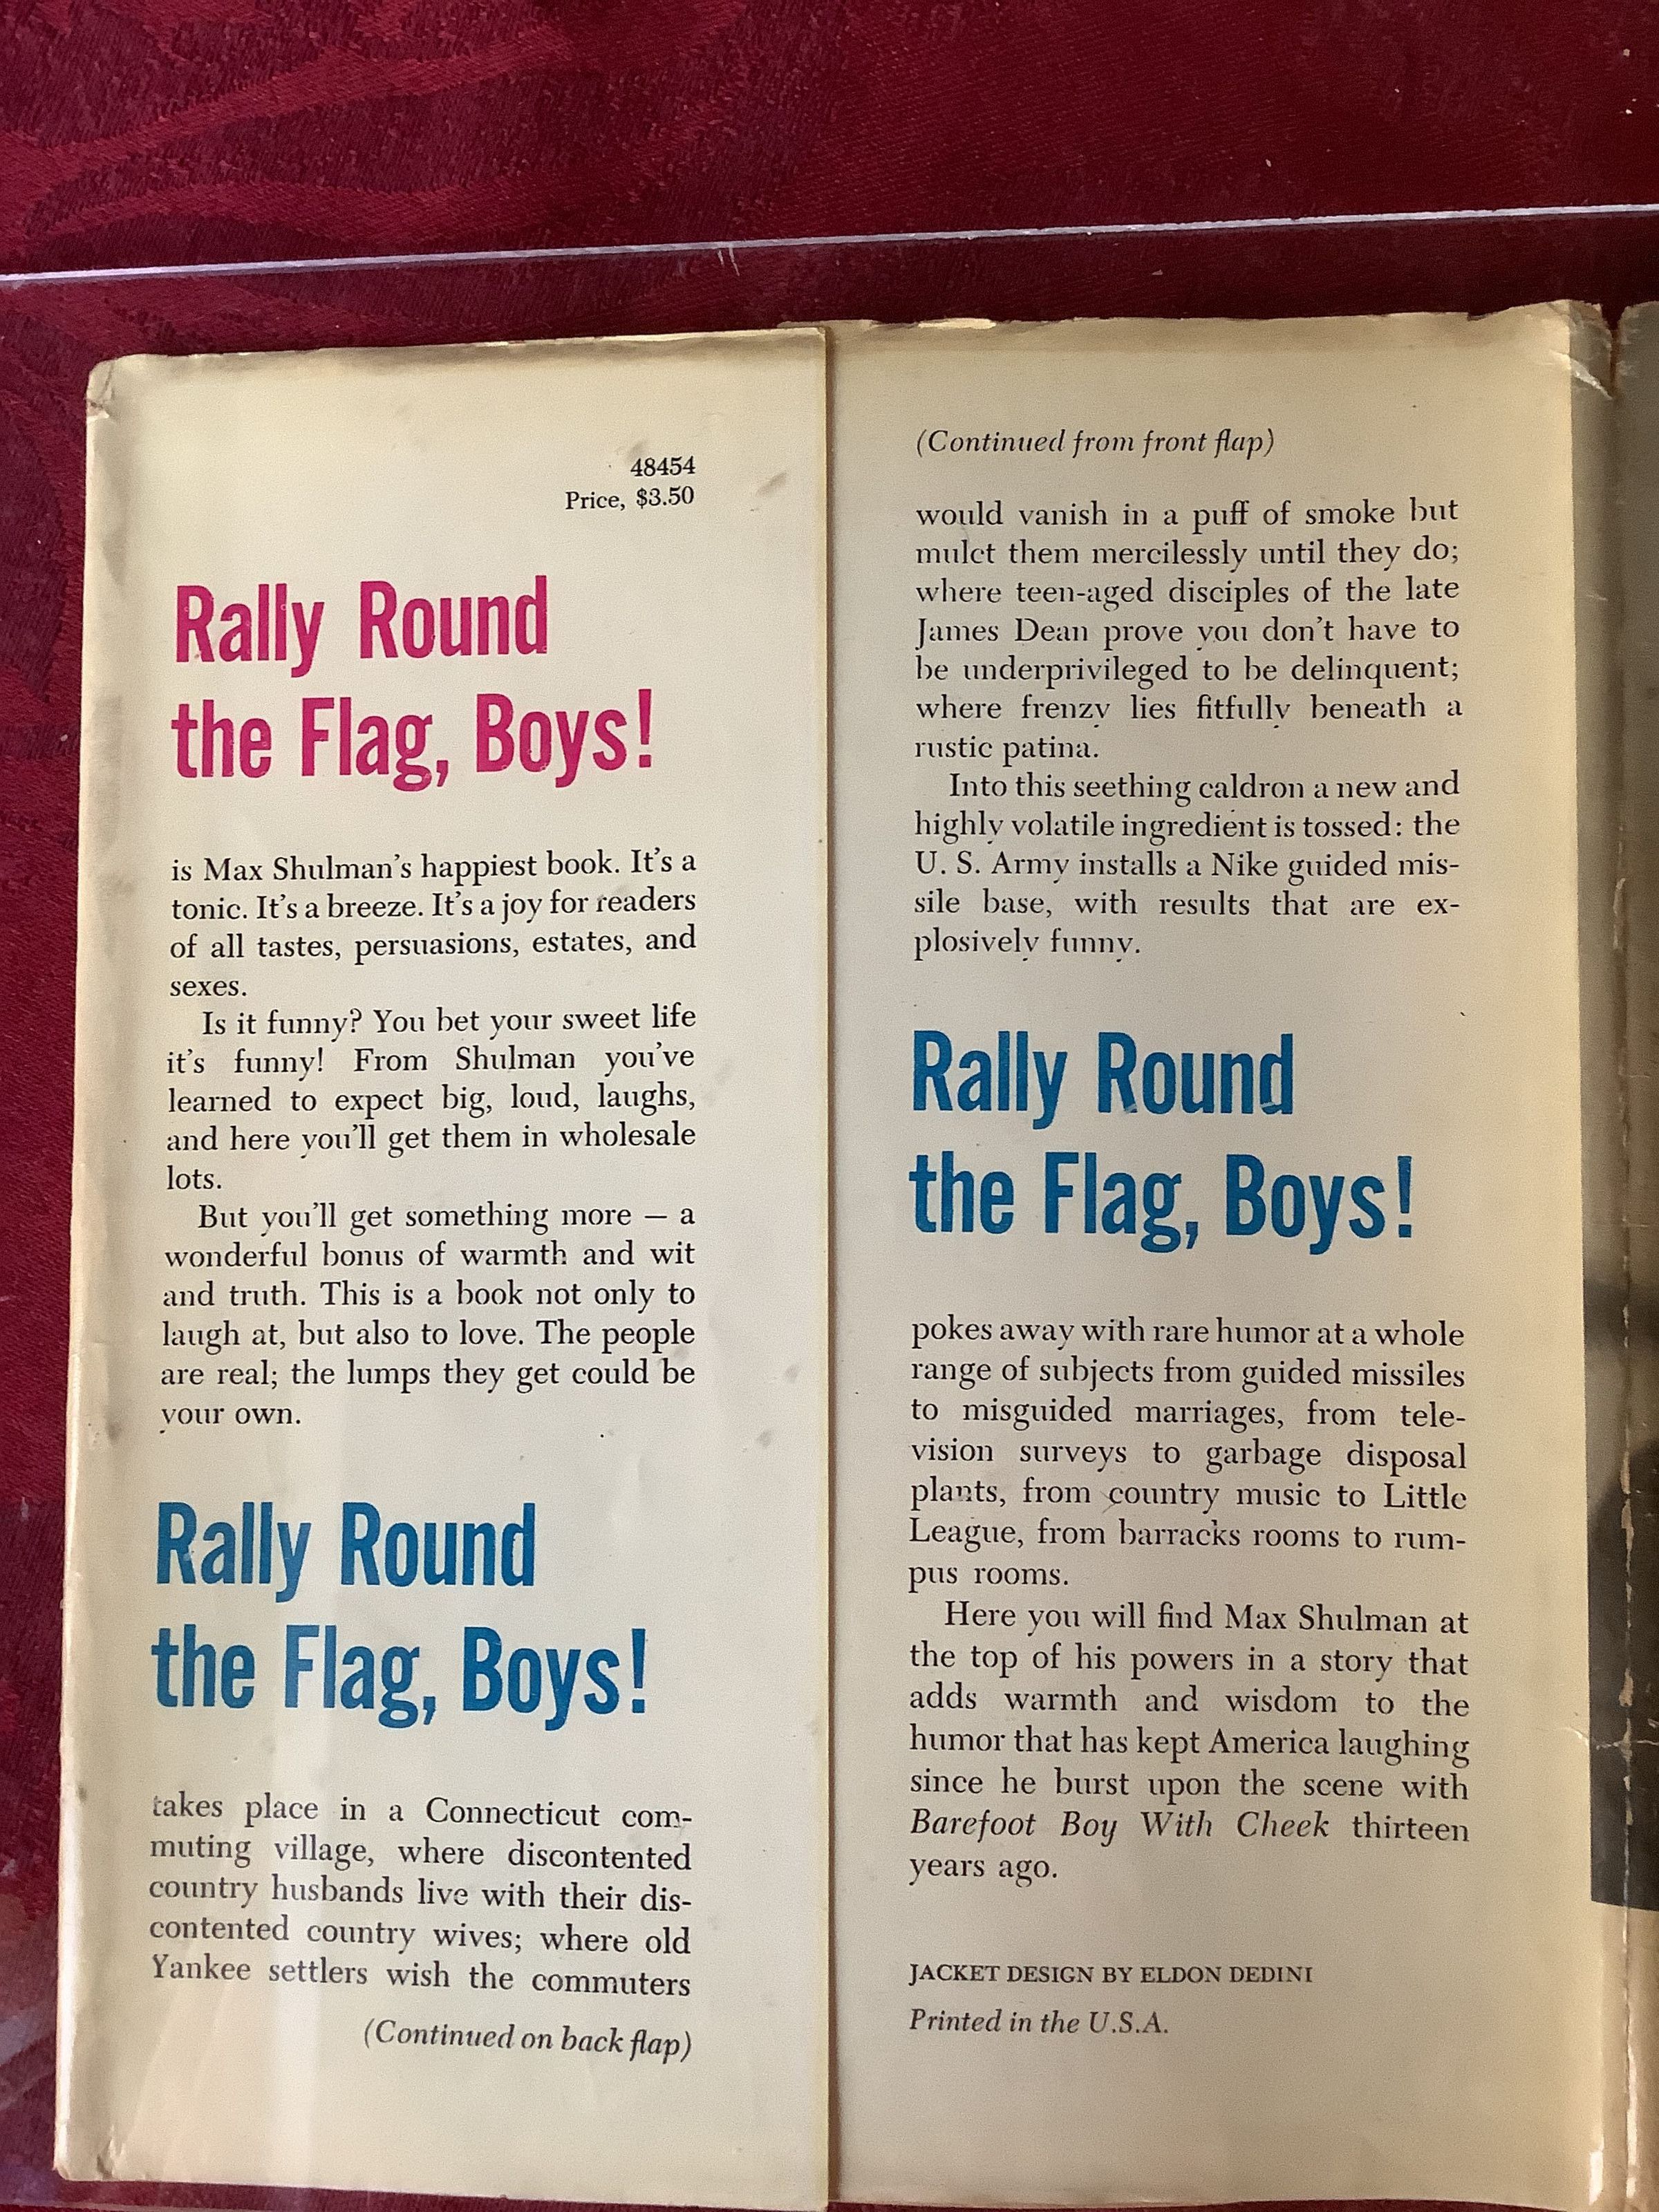 48454
Price, $3.50
Rally Round
the Flag, Boys!
is Max Shulman's happiest book. It's a
tonic. It's a breeze. It's a joy for readers
of all tastes, persuasions, estates, and
sexes.
Is it funny? You bet your sweet life
it's funny! From Shulman you've
learned to expect big, loud, laughs,
and here you'll get them in wholesale
lots.
But you'll get something more — a
wonderful bonus of warmth and wit
and truth. This is a book not only to
laugh at, but also to love. The people
are real; the lumps they get could be
your own.
Rally Round
the Flag, Boys!
takes place in a Connecticut com-
muting village, where discontented
country husbands live with their dis-
contented country wives; where old
Yankee settlers wish the commuters
(Continued on back flap)
(Continued from front flap)
would vanish in a puff of smoke but
mulct them mercilessly until they do;
where teen-aged disciples of the late
James Dean prove you don't have to
be underprivileged to be delinquent;
where frenzy lies fitfully beneath a
rustic patina.
Into this seething caldron a new and
highly volatile ingredient is tossed: the
U. S. Army installs a Nike guided mis-
sile base, with results that are ex-
plosively funny.
Rally Round
the Flag, Boys!
pokes away with rare humor at a whole
range of subjects from guided missiles
to misguided marriages, from tele-
vision surveys to garbage disposal
plants, from country music to Little
League, from barracks rooms to rum-
pus rooms.
Here you will find Max Shulman at
the top of his powers in a story that
adds warmth and wisdom to the
humor that has kept America laughing
since he burst upon the scene with
Barefoot Boy With Cheek thirteen
years ago.
JACKET DESIGN BY ELDON DEDINI
Printed in the U.S.A.